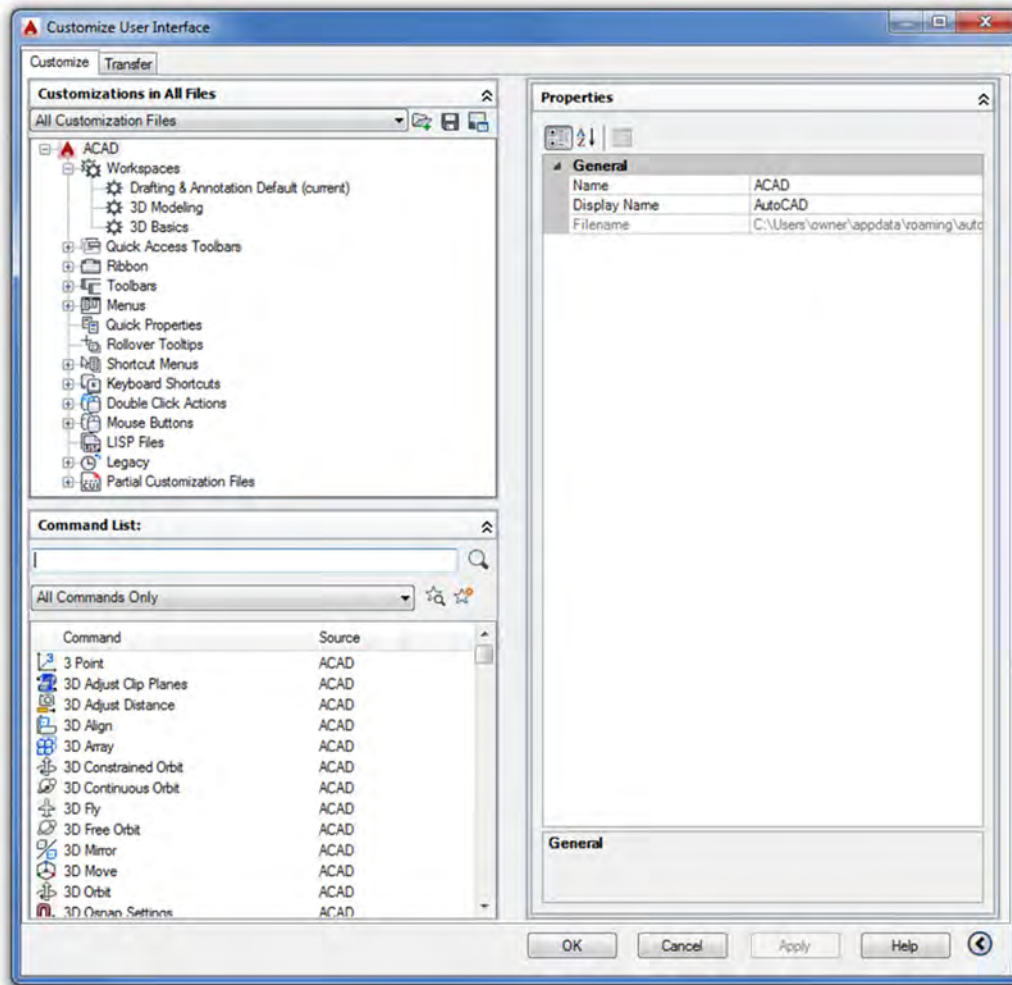 Customize User Interface
Customize Transfer
Customizations in All Files
All Customization Files
ACAD
Workspaces
Drafting & Annotation Default (current)
3D Modeling
3D Basics
Quick Access Toolbars
Ribbon
Toolbars
Menus
Quick Properties
Rollover Tooltips
Shortcut Menus
Keyboard Shortcuts
Double Click Actions
Mouse Buttons
LISP Files
Legacy
Partial Customization Files
Command List:
All Commands Only
Command Source
3 Point ACAD
3D Adjust Clip Planes ACAD
3D Adjust Distance ACAD
3D Align ACAD
3D Array ACAD
3D Constrained Orbit ACAD
3D Continuous Orbit ACAD
3D Fly ACAD
3D Free Orbit ACAD
3D Mirror ACAD
3D Move ACAD
3D Orbit ACAD
3D Osnap Settings ACAD
Properties
General
Name ACAD
Display Name AutoCAD
Filename C:\Users\owner\appdata\roaming\auto
General
OK Cancel Apply Help